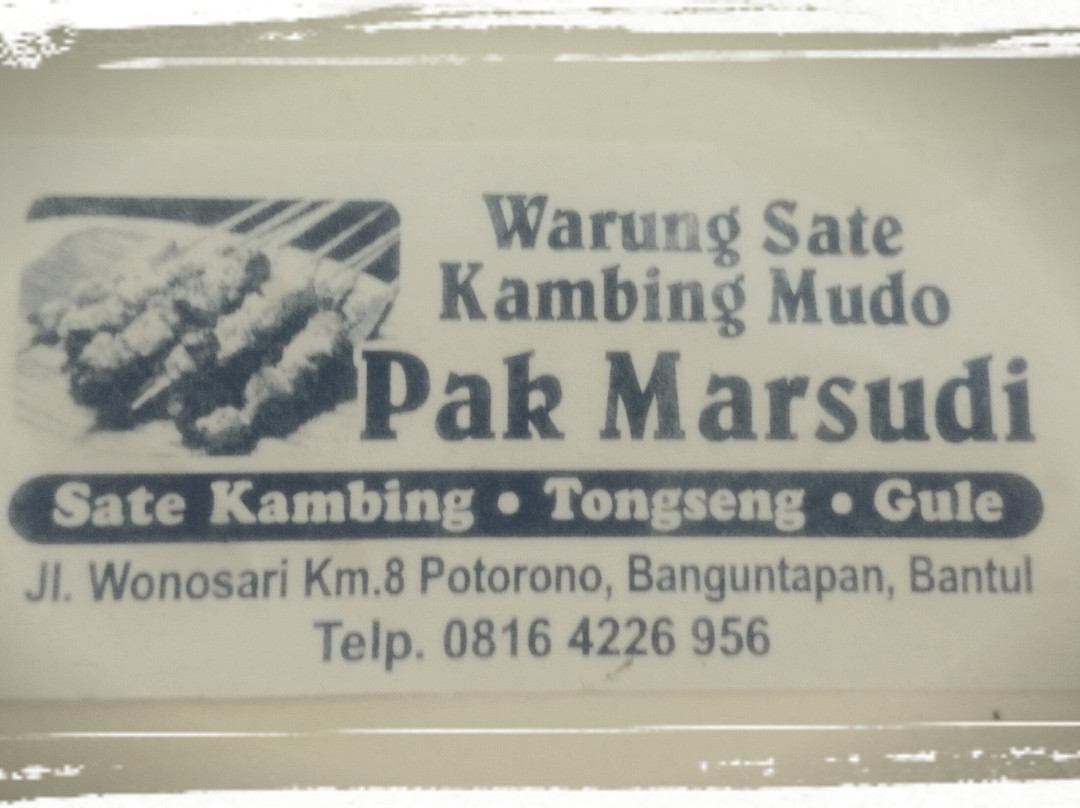 Warung Sate
Kambing Mudo
Pak Marsudi
Sate Kambing • Tongseng • Gule
Jl. Wonosari Km.8 Potorono, Banguntapan, Bantul
Telp. 0816 4226 956